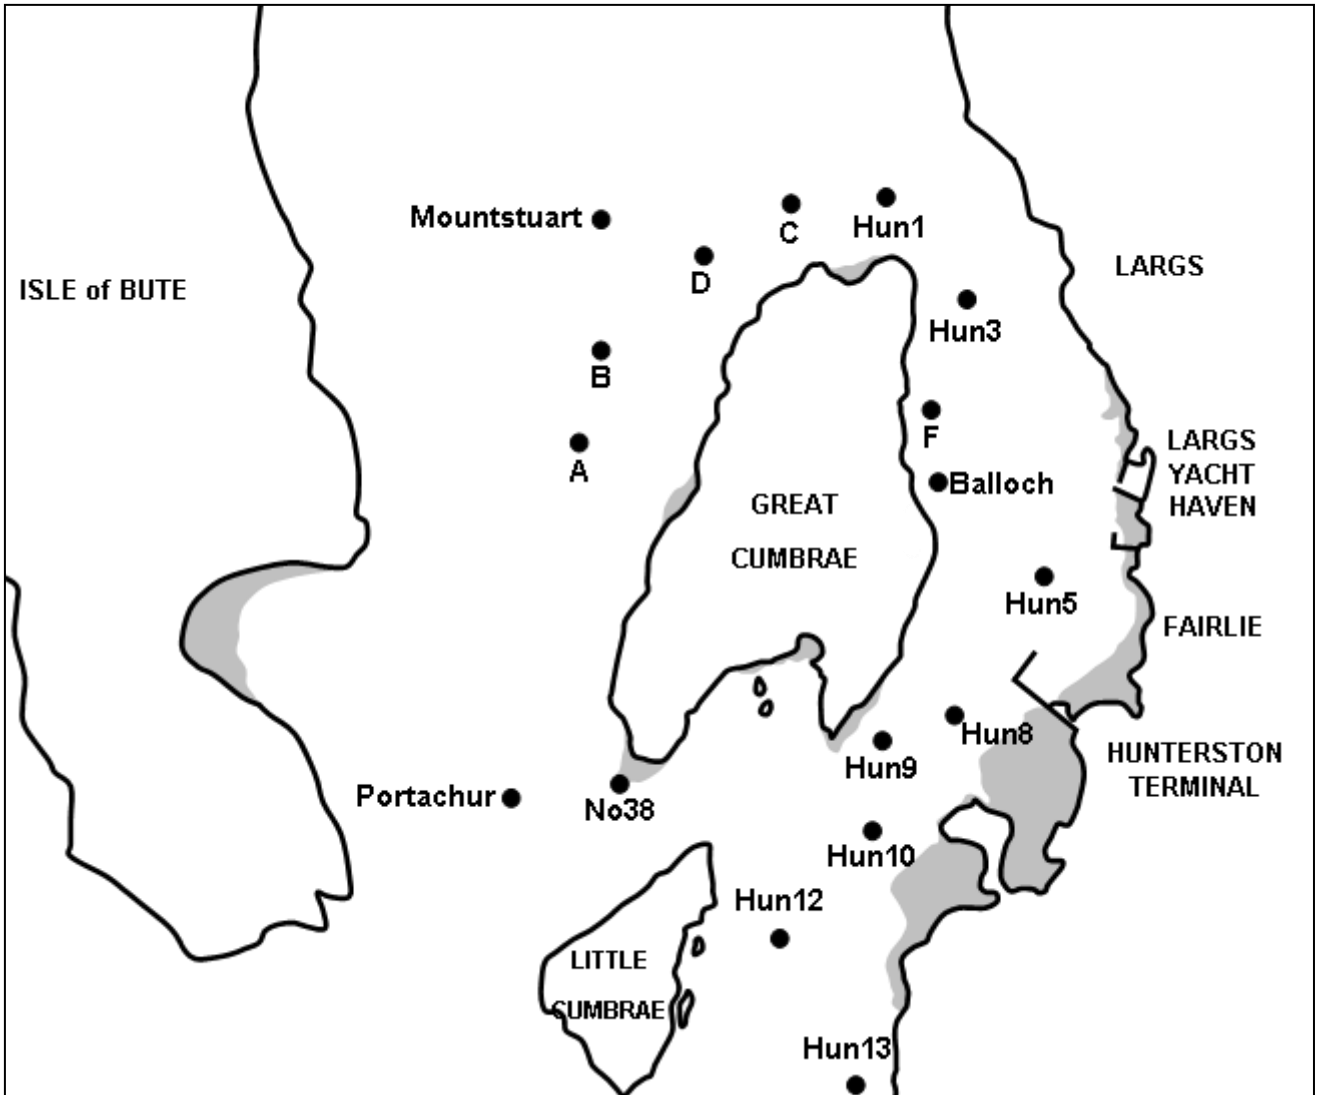 Mountstuart
C
Hun1
D
LARGS
ISLE of BUTE
Hun3
B
F
LARGS
YACHT
HAVEN
A
Balloch
GREAT
CUMBRAE
Hun5
FAIRLIE
Hun8
HUNTERSTON
TERMINAL
Hun9
Portachur
No38
Hun10
Hun12
LITTLE
CUMBRAE
Hun13